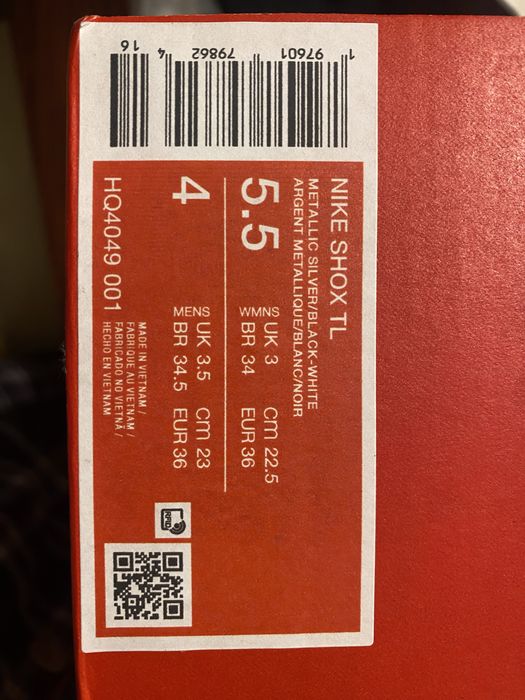 1 97601 79862 4 16
NIKE SHOX TL
METALLIC SILVER/BLACK-WHITE
ARGENT METALLIQUE/BLANC/NOIR
5.5
WMNS UK 3 cm 22.5
BR 34 EUR 36
4
MENS UK 3.5 cm 23
BR 34.5 EUR 36
HQ4049 001
MADE IN VIETNAM /
FABRIQUE AU VIETNAM /
FABRICADO NO VIETNÃ /
HECHO EN VIETNAM
RFID